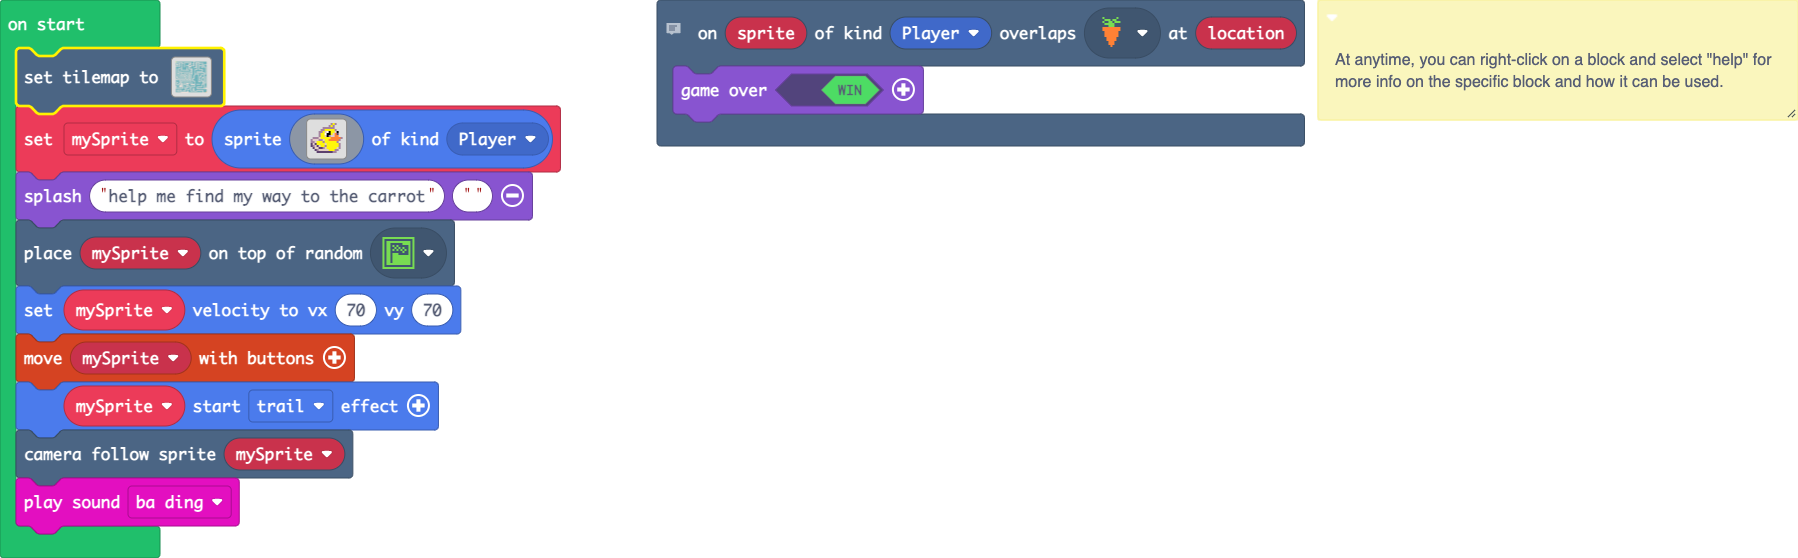 on start
set tilemap to
set mySprite to sprite of kind Player
splash "help me find my way to the carrot" " "
place mySprite on top of random
set mySprite velocity to vx 70 vy 70
move mySprite with buttons
mySprite start trail effect
camera follow sprite mySprite
play sound ba ding
on sprite of kind Player overlaps at location
game over WIN
At anytime, you can right-click on a block and select "help" for
more info on the specific block and how it can be used.